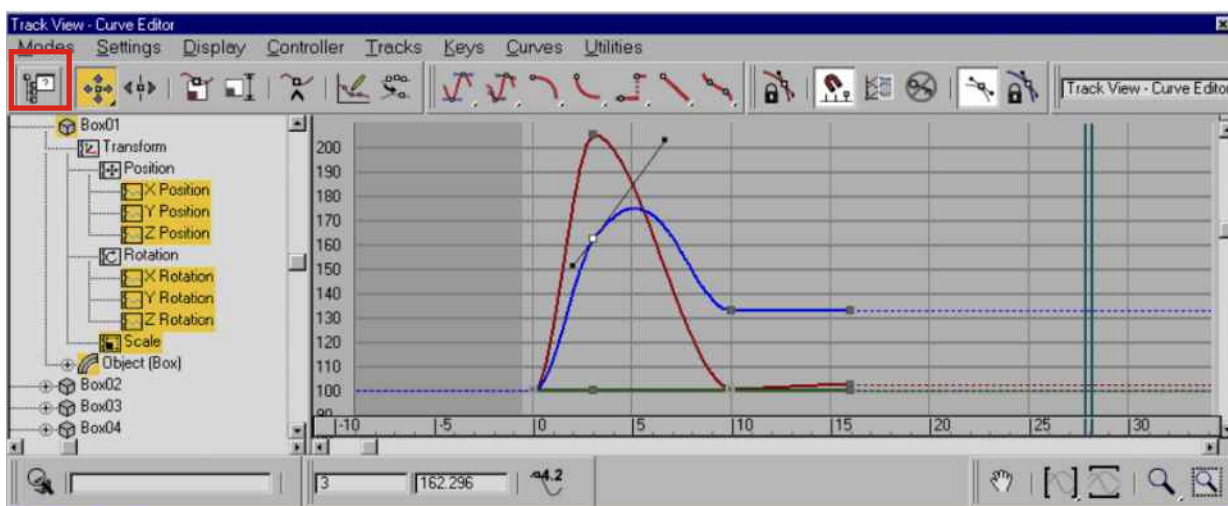 Track View - Curve Editor
Modes Settings Display Controller Tracks Keys Curves Utilities
?
Track View - Curve Editor
Box01
Transform
Position
X Position
Y Position
Z Position
Rotation
X Rotation
Y Rotation
Z Rotation
Scale
Object (Box)
Box02
Box03
Box04
200
190
180
170
160
150
140
130
120
110
100
90
-10 -5 0 5 10 15 20 25 30
3 162.296 4.2